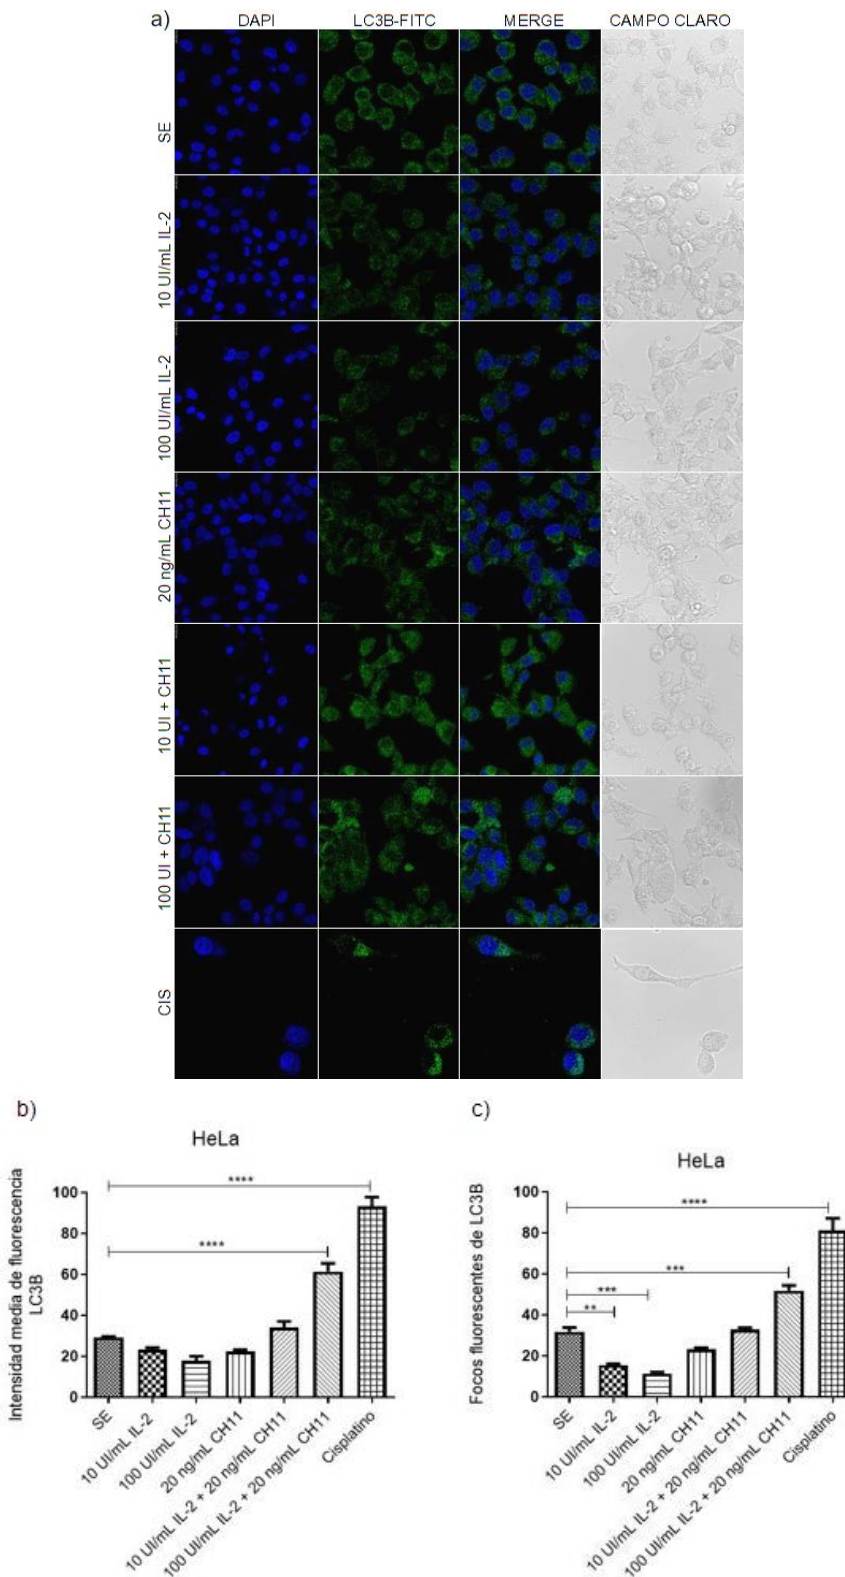 a)
DAPI LC3B-FITC MERGE CAMPO CLARO
SE
10 UI/mL IL-2
100 UI/mL IL-2
20 ng/mL CH11
10 UI + CH11
100 UI + CH11
CIS
b)
HeLa
Intensidad media de fluorescencia
LC3B
100
80
60
40
20
0
****
****
SE
10 UI/mL IL-2
100 UI/mL IL-2
20 ng/mL CH11
10 UI/mL IL-2 + 20 ng/mL CH11
100 UI/mL IL-2 + 20 ng/mL CH11
Cisplatino
c)
HeLa
Focos fluorescentes de LC3B
100
80
60
40
20
0
****
***
***
**
SE
10 UI/mL IL-2
100 UI/mL IL-2
20 ng/mL CH11
10 UI/mL IL-2 + 20 ng/mL CH11
100 UI/mL IL-2 + 20 ng/mL CH11
Cisplatino